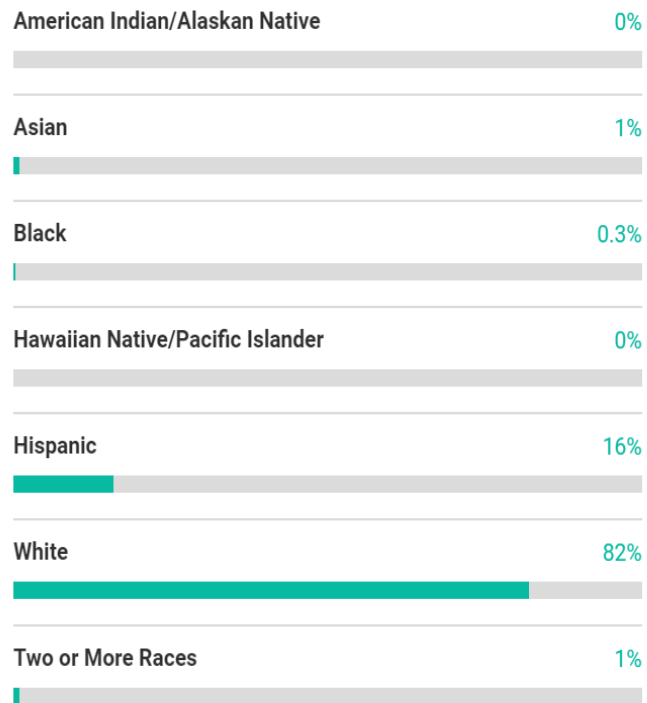 American Indian/Alaskan Native 0%
Asian 1%
Black 0.3%
Hawaiian Native/Pacific Islander 0%
Hispanic 16%
White 82%
Two or More Races 1%